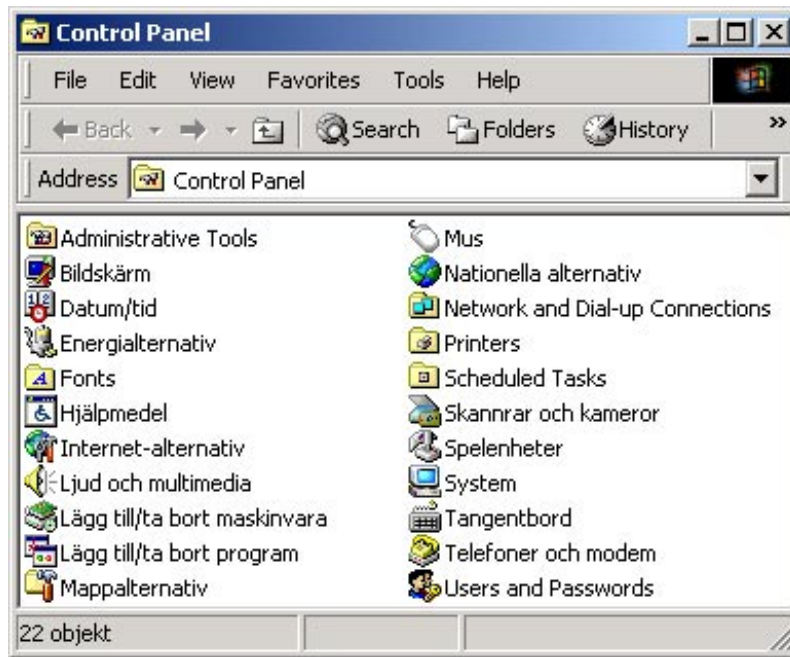 Control Panel
File Edit View Favorites Tools Help
Back Search Folders History »
Address Control Panel
Administrative Tools
Bildskärm
Datum/tid
Energialternativ
Fonts
Hjälpmedel
Internet-alternativ
Ljud och multimedia
Lägg till/ta bort maskinvara
Lägg till/ta bort program
Mappalternativ
Mus
Nationella alternativ
Network and Dial-up Connections
Printers
Scheduled Tasks
Skannrar och kameror
Spelenheter
System
Tangentbord
Telefoner och modem
Users and Passwords
22 objekt